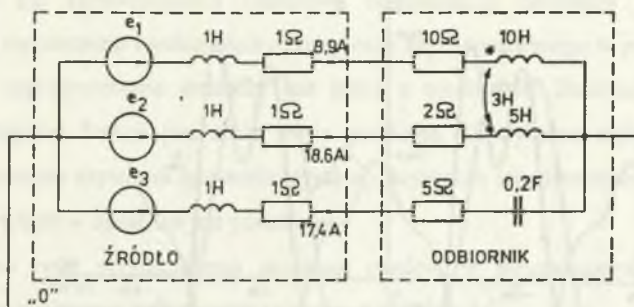 e1
1H
1Ω
8,9A
10Ω
10H
3H
e2
1H
1Ω
18.6A
2Ω
5H
e3
1H
1Ω
17,4A
5Ω
0,2F
ŹRÓDŁO
ODBIORNIK
„0"